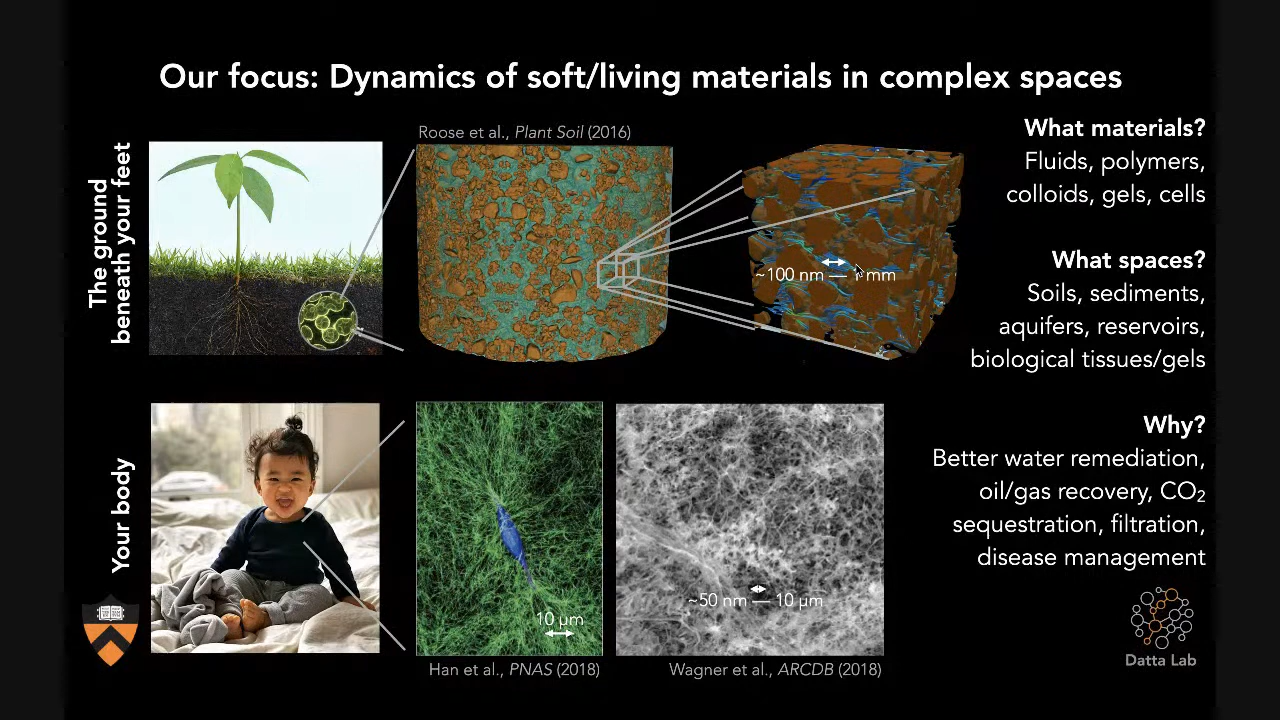 Our focus: Dynamics of soft/living materials in complex spaces
The ground
beneath your feet
Roose et al., Plant Soil (2016)
~100 nm — 1 mm
What materials?
Fluids, polymers,
colloids, gels, cells
What spaces?
Soils, sediments,
aquifers, reservoirs,
biological tissues/gels
Your body
10 μm
Han et al., PNAS (2018)
~50 nm — 10 μm
Wagner et al., ARCDB (2018)
Why?
Better water remediation,
oil/gas recovery, CO₂
sequestration, filtration,
disease management
Datta Lab